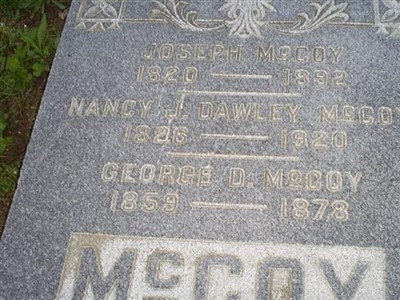 JOSEPH McCOY
1820 — 1892
NANCY J. DAWLEY McCOY
1826 — 1920
GEORGE D. McCOY
1859 — 1878
McCOY